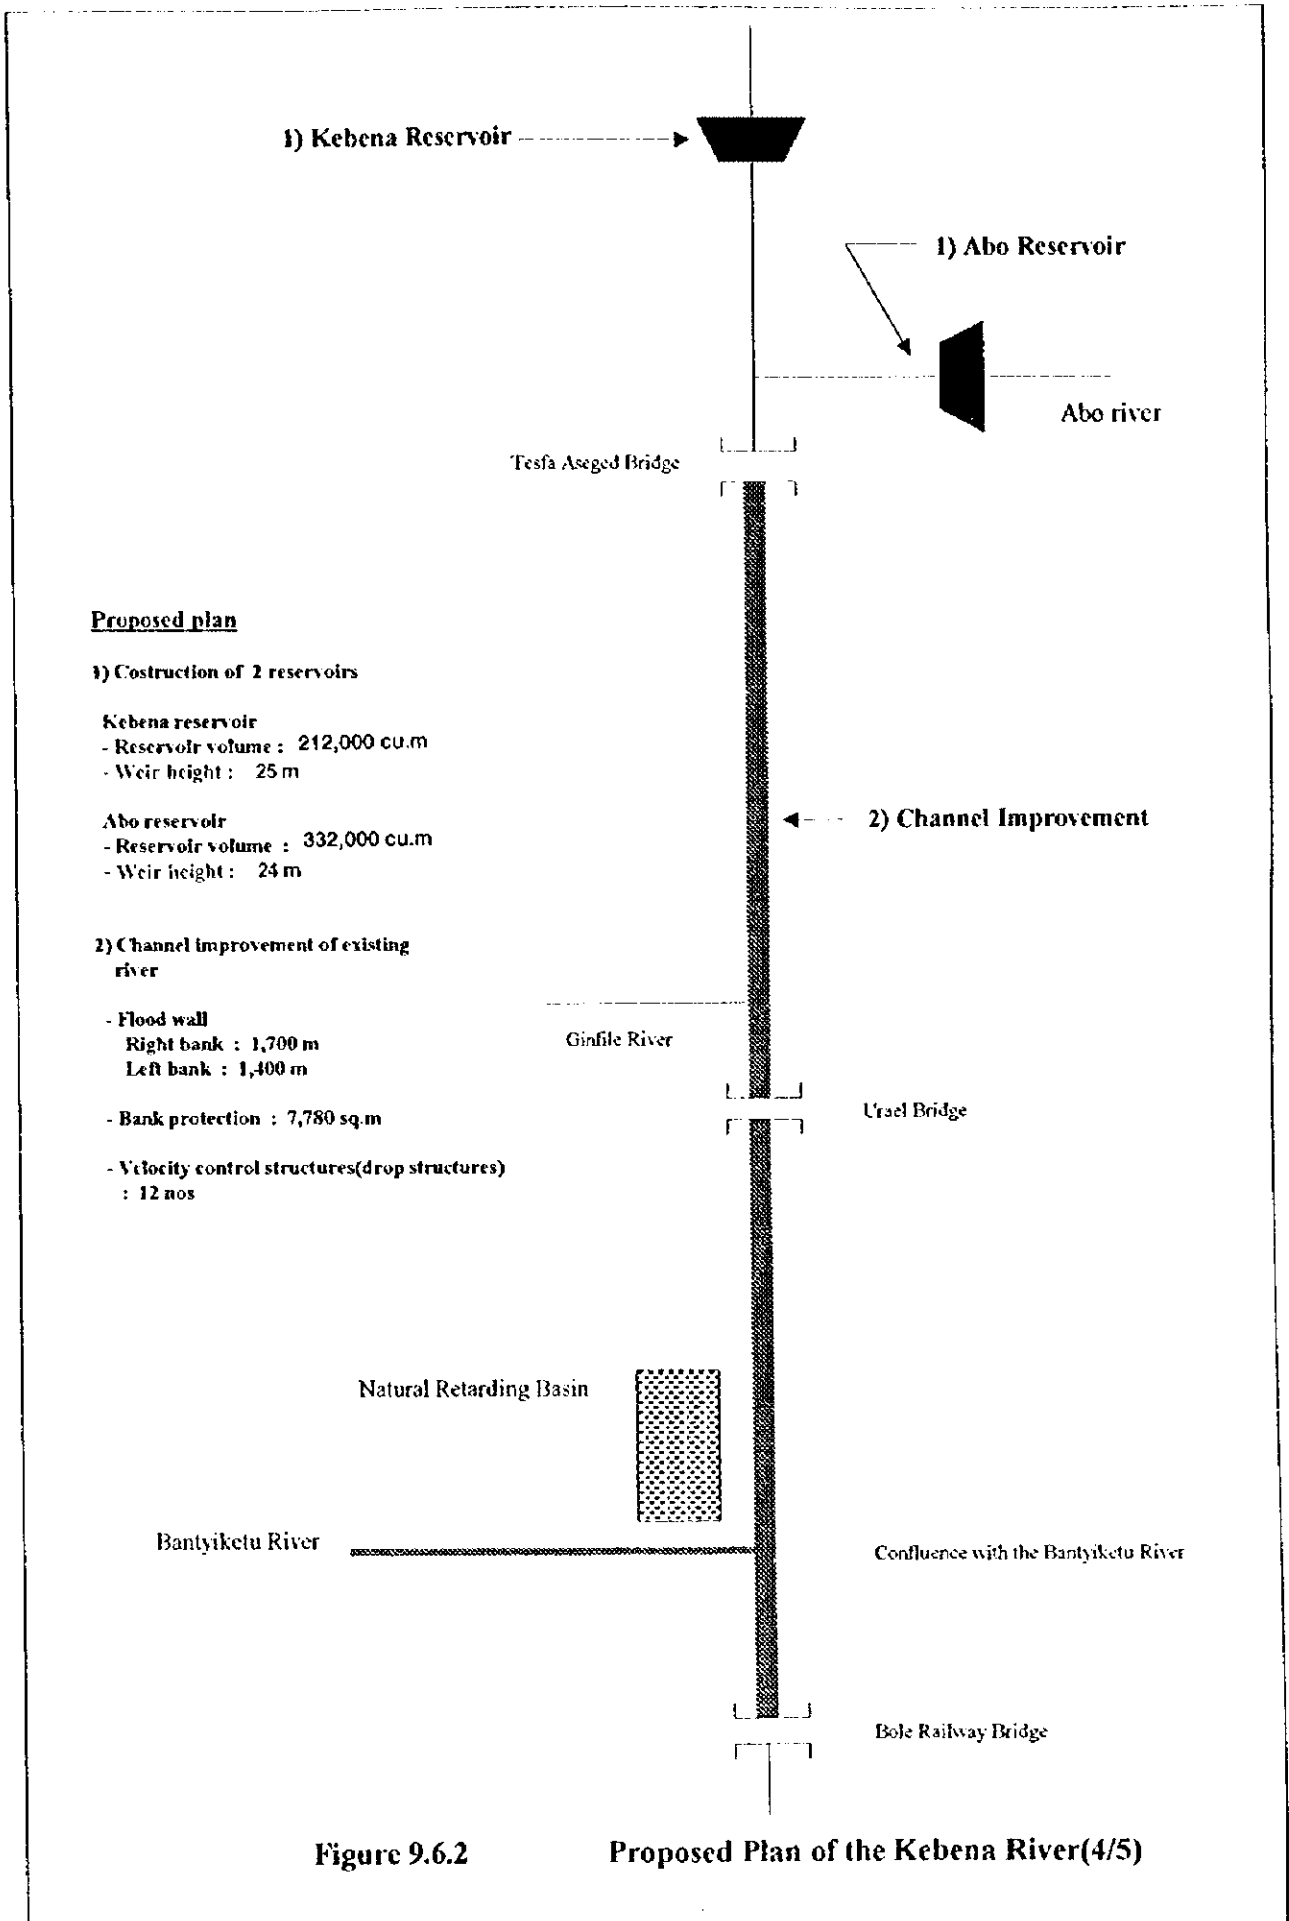 1) Kebena Reservoir
1) Abo Reservoir
Abo river
Tesfa Aseged Bridge
Proposed plan
1) Costruction of 2 reservoirs
Kebena reservoir
- Reservoir volume : 212,000 cu.m
- Weir height : 25 m
Abo reservoir
- Reservoir volume : 332,000 cu.m
- Weir height : 24 m
2) Channel Improvement
2) Channel improvement of existing
river
- Flood wall
Right bank : 1,700 m
Left bank : 1,400 m
- Bank protection : 7,780 sq.m
- Velocity control structures(drop structures)
: 12 nos
Ginfile River
Urael Bridge
Natural Retarding Basin
Bantyiketu River
Confluence with the Bantyiketu River
Bole Railway Bridge
Figure 9.6.2 Proposed Plan of the Kebena River(4/5)